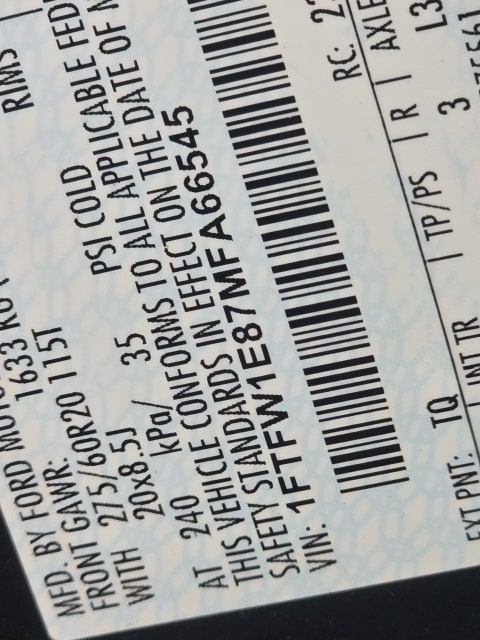 MFD. BY FORD MOTO
FRONT GAWR: 1633 KG
275/60R20 115T RIMS
WITH 20x8.5J
AT 240 kPa/ 35 PSI COLD
THIS VEHICLE CONFORMS TO ALL APPLICABLE FED
SAFETY STANDARDS IN EFFECT ON THE DATE OF M
VIN: 1FTFW1E87MFA66545
EXT PNT: TQ RC: 2
INT TR TP/PS R AXLE
3 L3